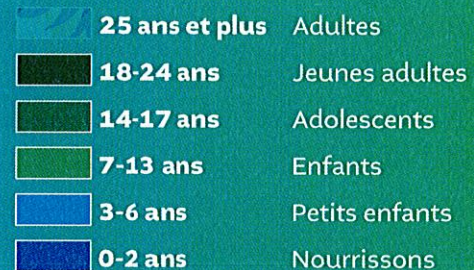 25 ans et plus Adultes
18-24 ans Jeunes adultes
14-17 ans Adolescents
7-13 ans Enfants
3-6 ans Petits enfants
0-2 ans Nourrissons